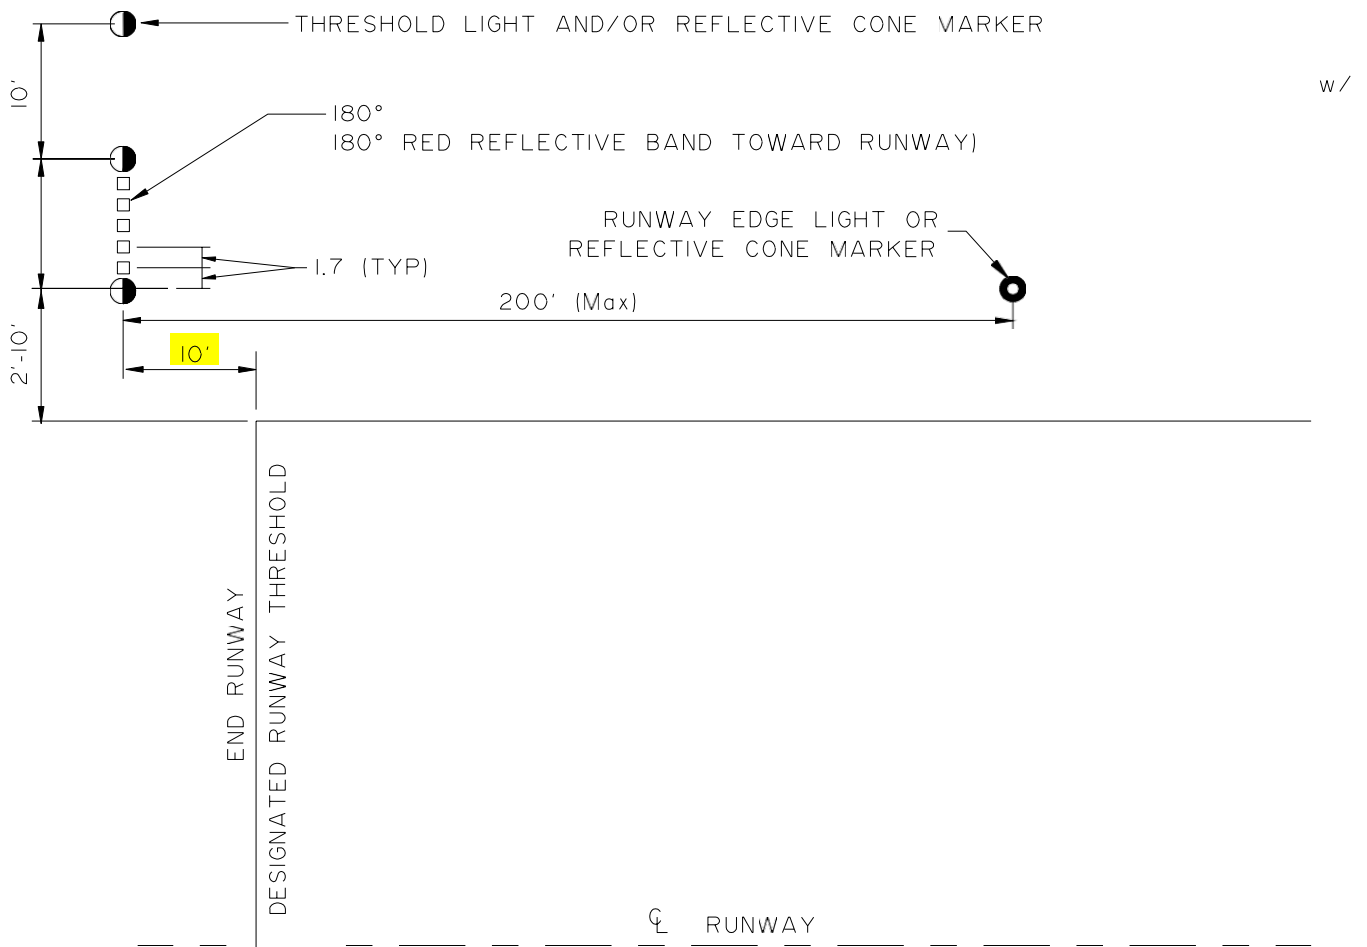 THRESHOLD LIGHT AND/OR REFLECTIVE CONE MARKER
w/
10'
180°
180° RED REFLECTIVE BAND TOWARD RUNWAY)
RUNWAY EDGE LIGHT OR
REFLECTIVE CONE MARKER
1.7 (TYP)
200' (Max)
10'
2'-10'
END RUNWAY
DESIGNATED RUNWAY THRESHOLD
℄ RUNWAY